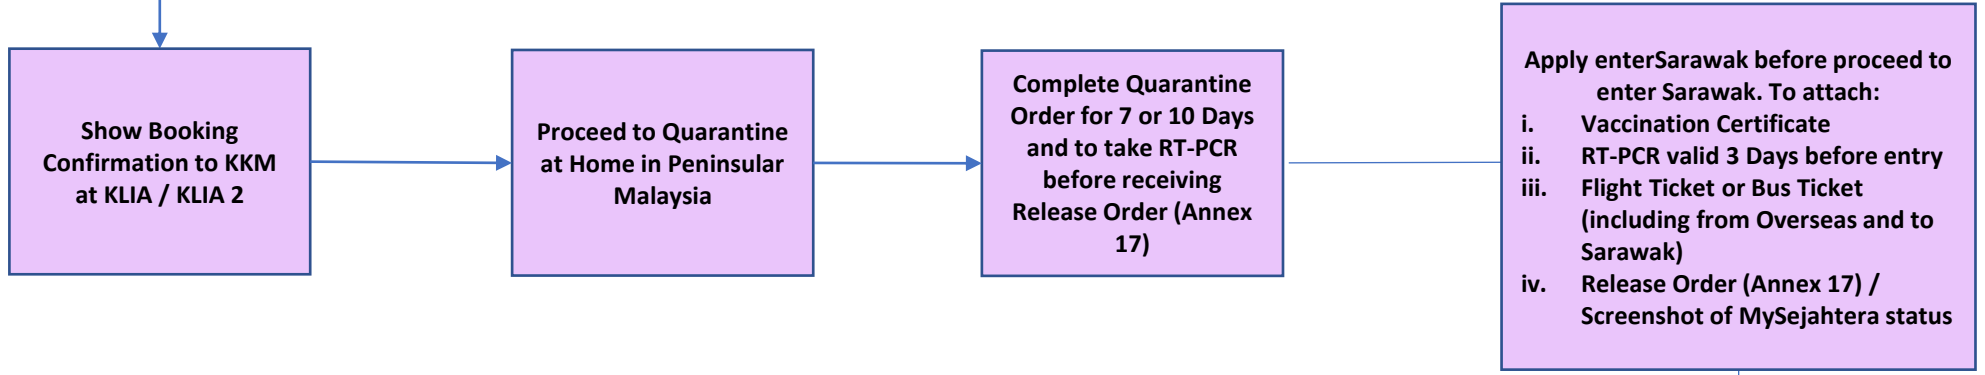 Show Booking
Confirmation to KKM
at KLIA / KLIA 2
Proceed to Quarantine
at Home in Peninsular
Malaysia
Complete Quarantine
Order for 7 or 10 Days
and to take RT-PCR
before receiving
Release Order (Annex
17)
Apply enterSarawak before proceed to
enter Sarawak. To attach:
i. Vaccination Certificate
ii. RT-PCR valid 3 Days before entry
iii. Flight Ticket or Bus Ticket
(including from Overseas and to
Sarawak)
iv. Release Order (Annex 17) /
Screenshot of MySejahtera status